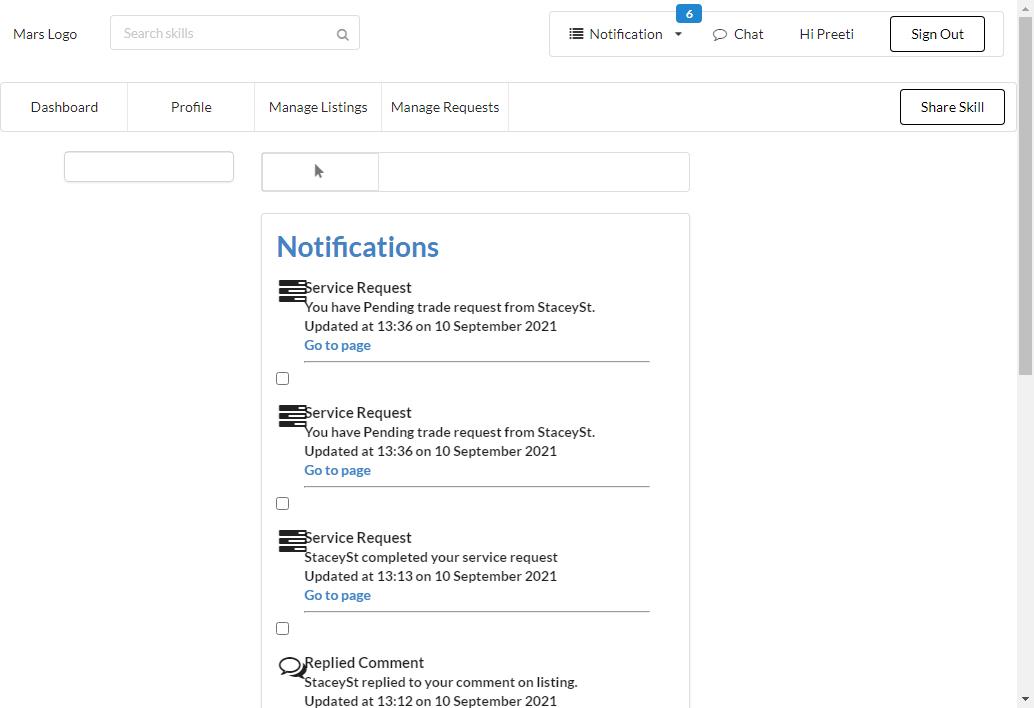 Mars Logo
Search skills
Notification
6
Chat
Hi Preeti
Sign Out
Dashboard
Profile
Manage Listings
Manage Requests
Share Skill
Notifications
Service Request
You have Pending trade request from StaceySt.
Updated at 13:36 on 10 September 2021
Go to page
Service Request
You have Pending trade request from StaceySt.
Updated at 13:36 on 10 September 2021
Go to page
Service Request
StaceySt completed your service request
Updated at 13:13 on 10 September 2021
Go to page
Replied Comment
StaceySt replied to your comment on listing.
Updated at 13:12 on 10 September 2021